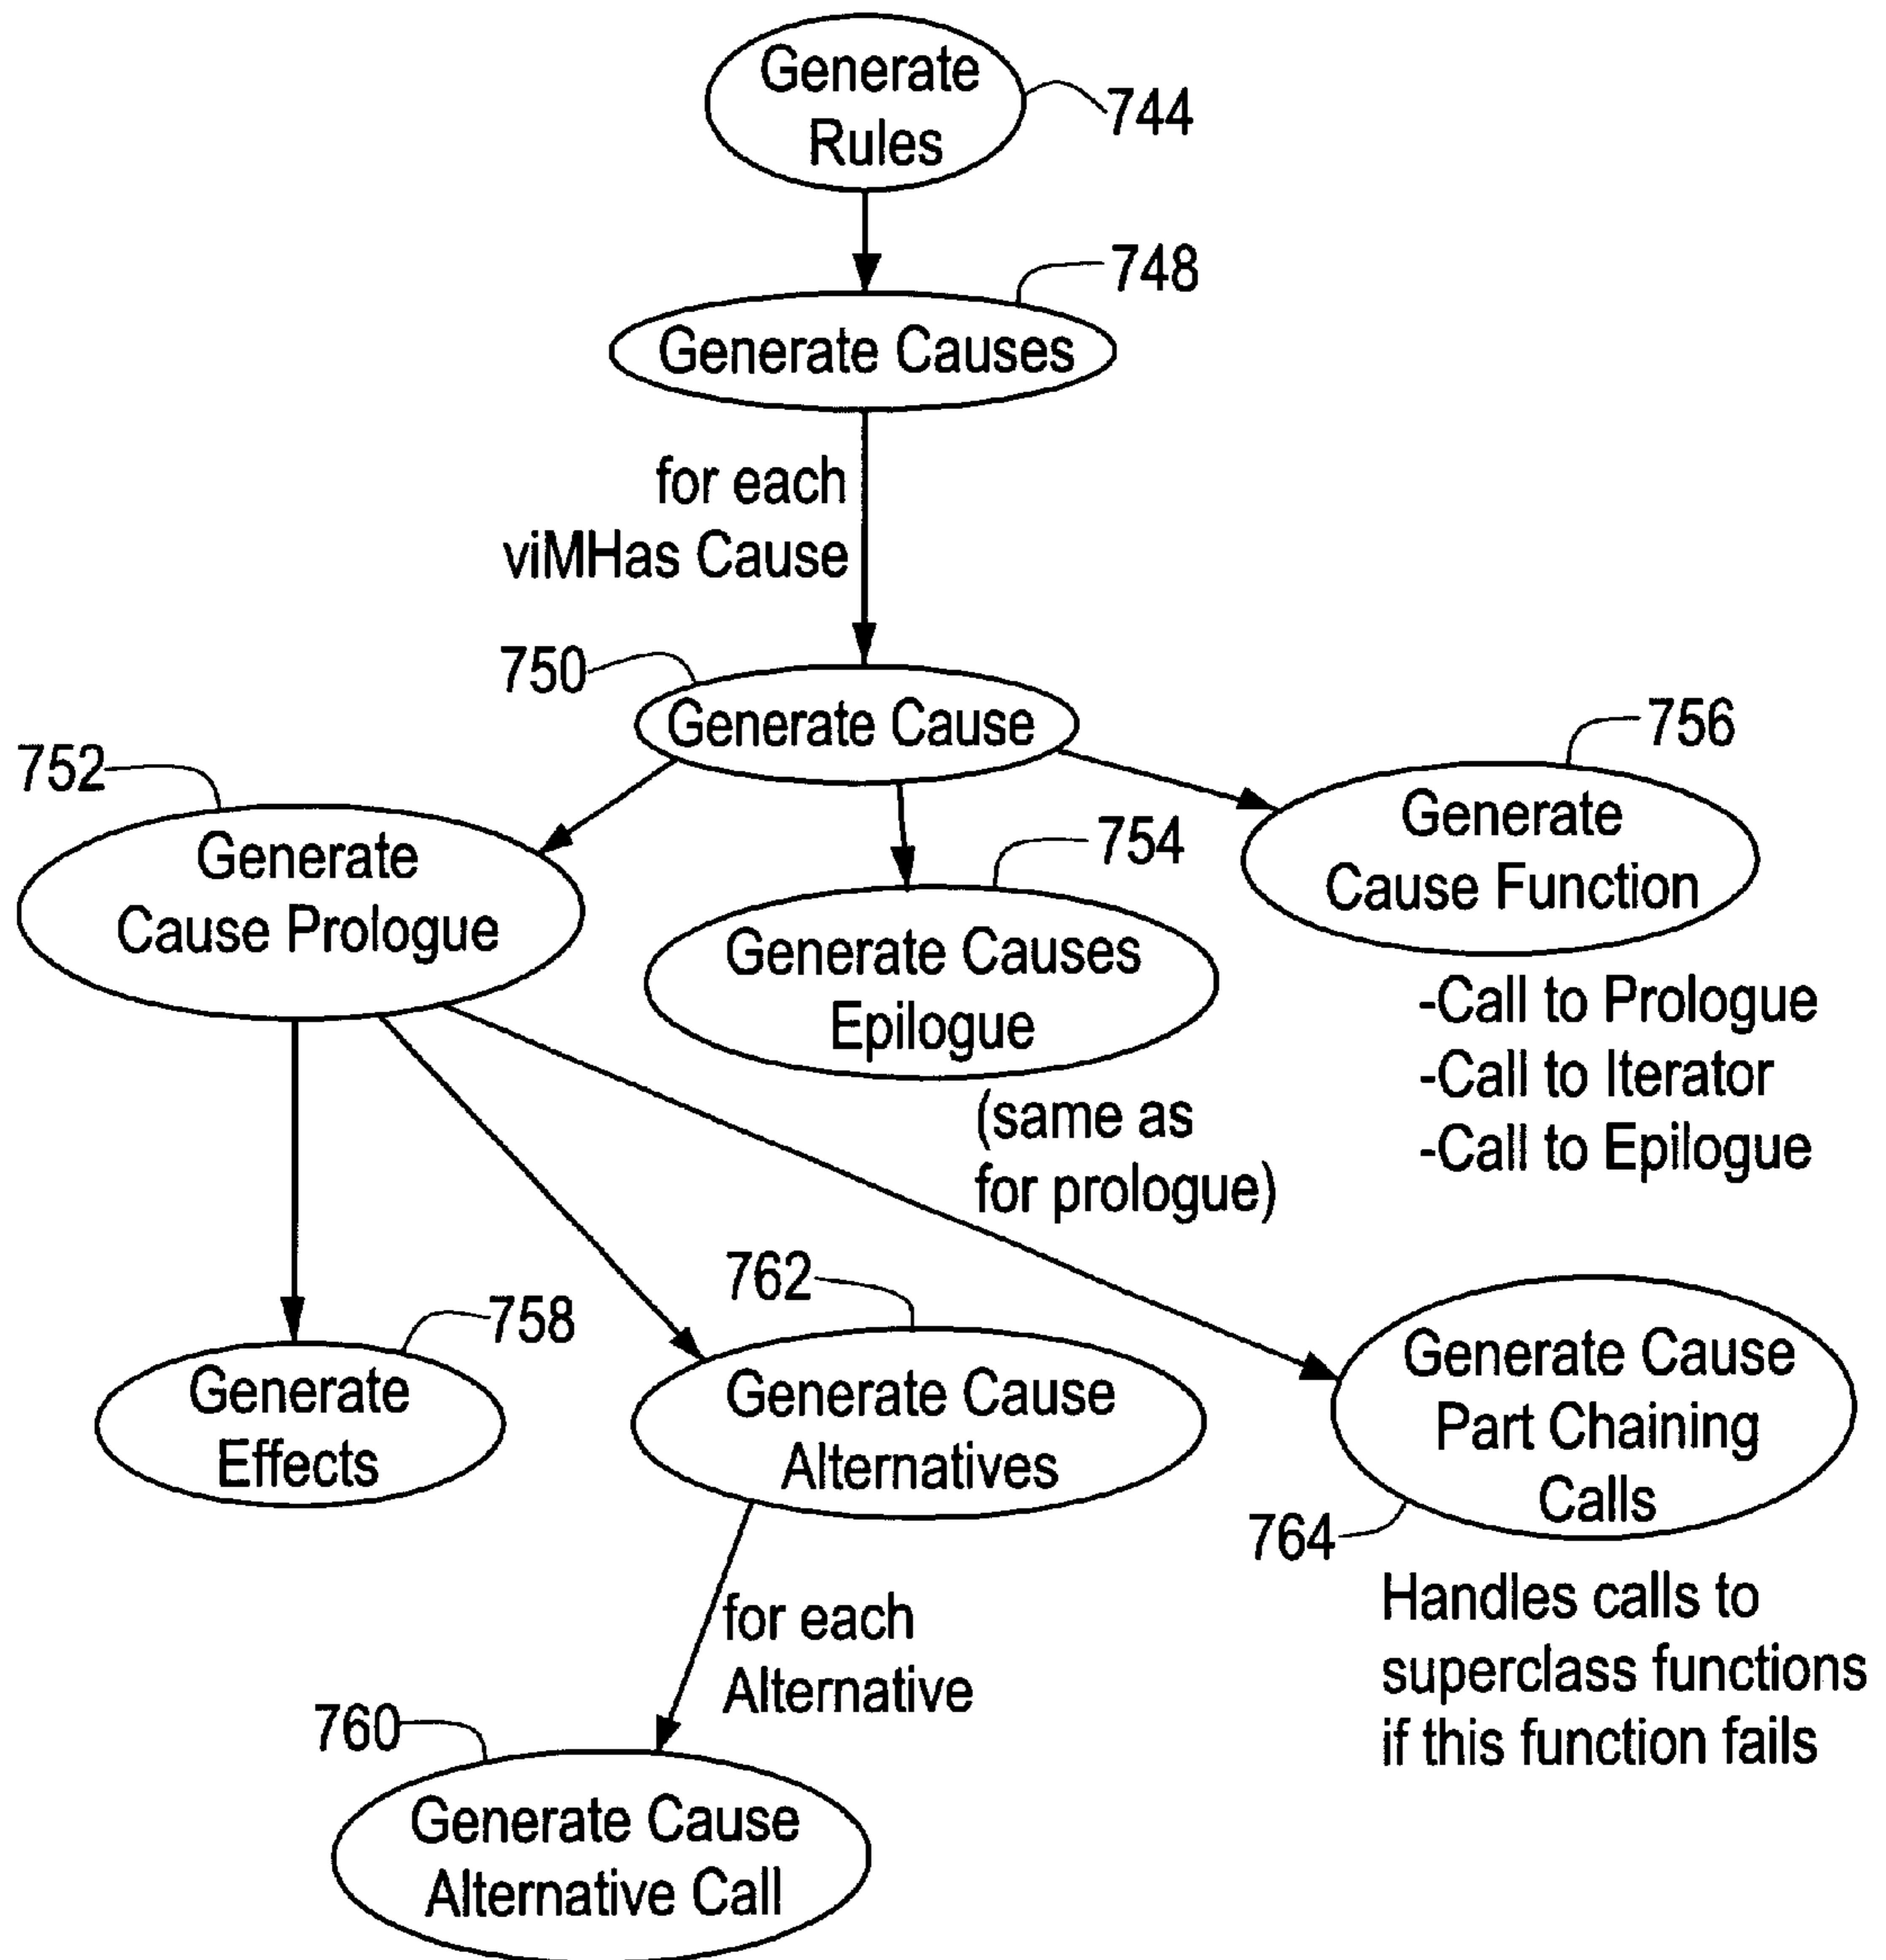 Generate
Rules
744
748
Generate Causes
for each
viMHas Cause
750
Generate Cause
756
752
Generate
Cause Function
754
Generate
Cause Prologue
Generate Causes
Epilogue
-Call to Prologue
-Call to Iterator
-Call to Epilogue
(same as
for prologue)
762
758
Generate
Effects
Generate Cause
Alternatives
Generate Cause
Part Chaining
Calls
764
Handles calls to
superclass functions
if this function fails
for each
Alternative
760
Generate Cause
Alternative Call